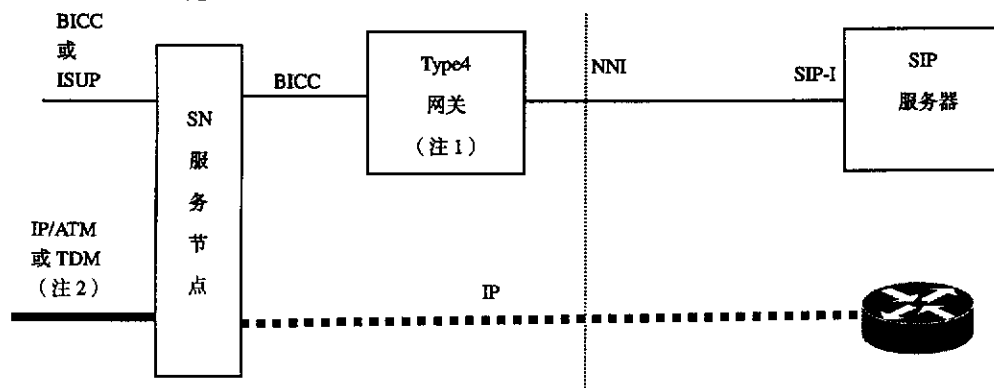 BICC
或
ISUP
SN
服
务
节
点
BICC
Type4
网关
（注1）
NNI
SIP-I
SIP
服务器
IP/ATM
或 TDM
（注2）
IP